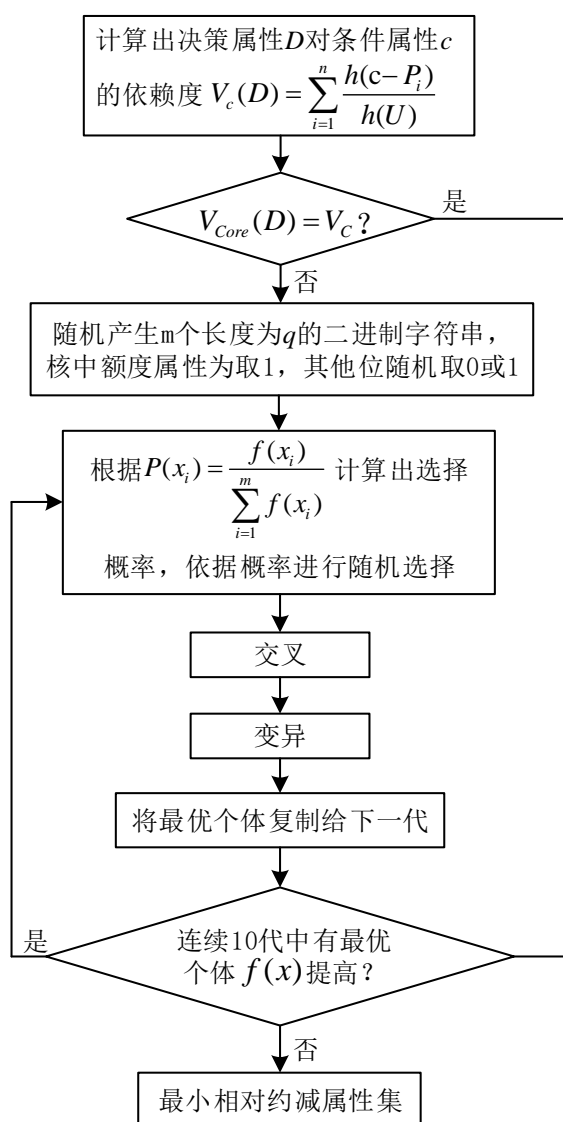 计算出决策属性D对条件属性c
的依赖度 V_c(D) = \sum_{i=1}^{n} \frac{h(c-P_i)}{h(U)}
V_{Core}(D) = V_C?
是
否
随机产生m个长度为q的二进制字符串,
核中额度属性为取1, 其他位随机取0或1
根据P(x_i) = \frac{f(x_i)}{\sum_{i=1}^{m} f(x_i)} 计算出选择
概率, 依据概率进行随机选择
交叉
变异
将最优个体复制给下一代
是
连续10代中有最优
个体 f(x)提高?
否
最小相对约减属性集